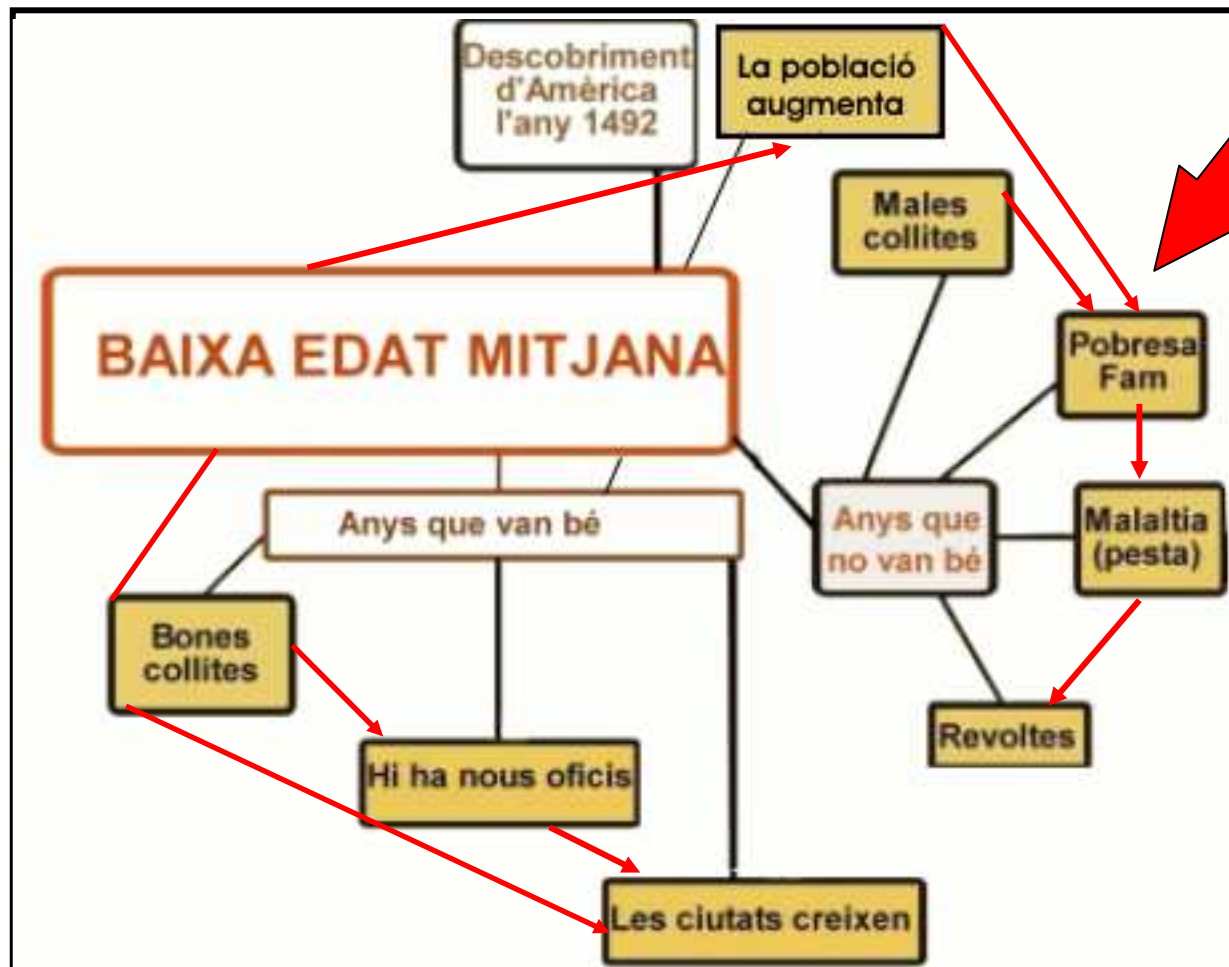 Descobriment
d'Amèrica
l'any 1492
La població
augmenta
Males
collites
BAIXA EDAT MITJANA
Pobresa
Fam
Anys que van bé
Anys que
no van bé
Malaltia
(pesta)
Bones
collites
Revoltes
Hi ha nous oficis
Les ciutats creixen